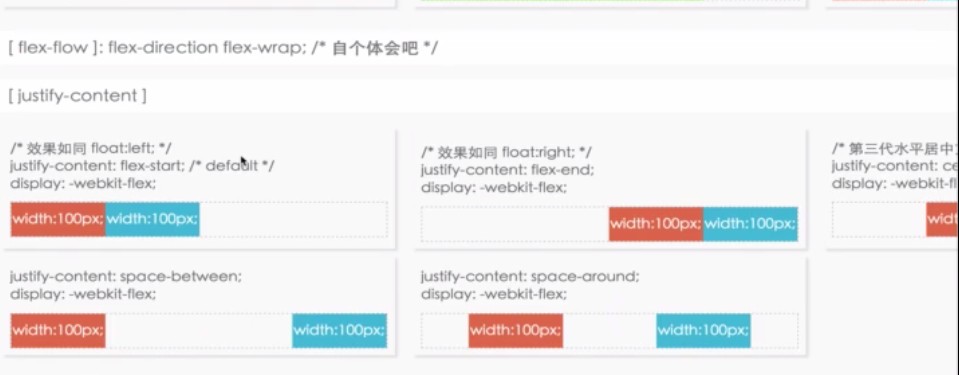 [ flex-flow ]: flex-direction flex-wrap; /* 自个体会吧 */
[ justify-content ]
/* 效果如同 float:left; */
justify-content: flex-start; /* default */
display: -webkit-flex;
width:100px; width:100px;
/* 效果如同 float:right; */
justify-content: flex-end;
display: -webkit-flex;
width:100px; width:100px;
/* 第三代水平居中
justify-content: ce
display: -webkit-fl
widt
justify-content: space-between;
display: -webkit-flex;
width:100px; width:100px;
justify-content: space-around;
display: -webkit-flex;
width:100px; width:100px;